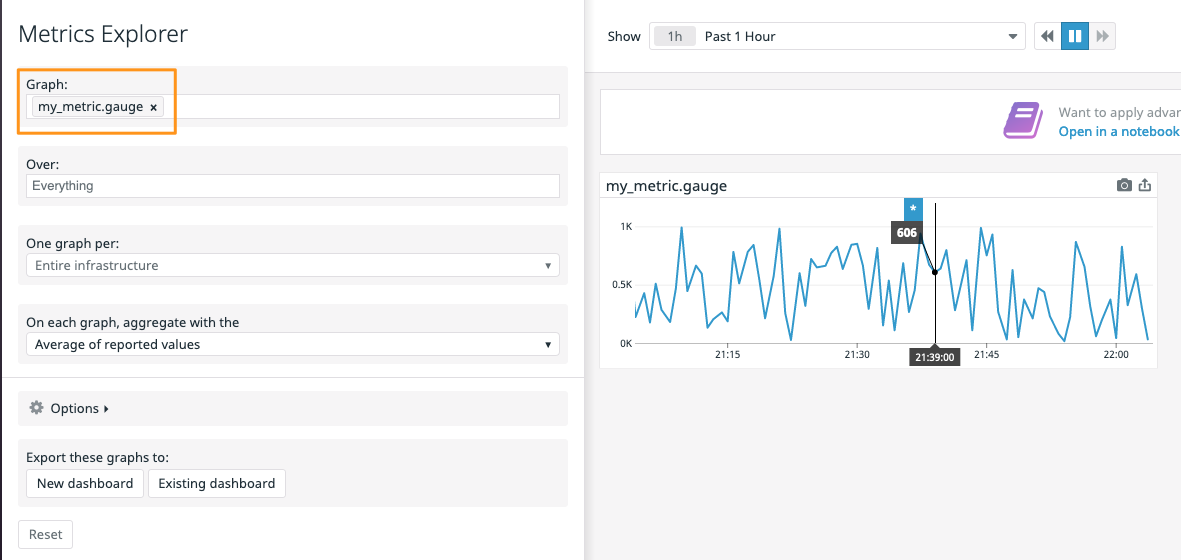 Metrics Explorer
Graph:
my_metric.gauge ×
Over:
Everything
One graph per:
Entire infrastructure
On each graph, aggregate with the
Average of reported values
Options
Export these graphs to:
New dashboard Existing dashboard
Reset
Show 1h Past 1 Hour
Want to apply advar
Open in a notebook
my_metric.gauge
*
606
1K
0.5K
0K
21:15 21:30 21:45 22:00
21:39:00